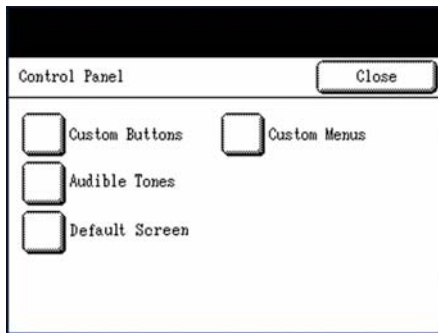 Control Panel Close
Custom Buttons Custom Menus
Audible Tones
Default Screen